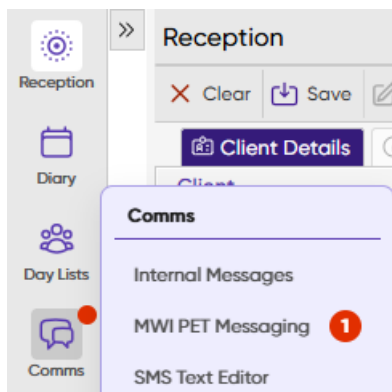 Reception
Clear Save
Reception
Client Details
Diary
Client
Comms
Day Lists
Internal Messages
MWI PET Messaging 1
Comms
SMS Text Editor